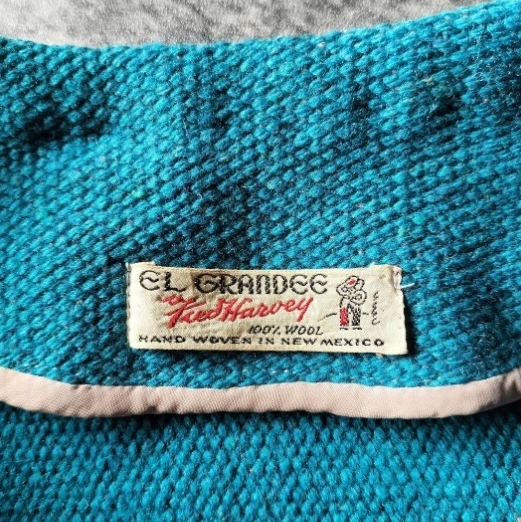 EL GRANDEE
by Fred Harvey
100% WOOL
HAND WOVEN IN NEW MEXICO